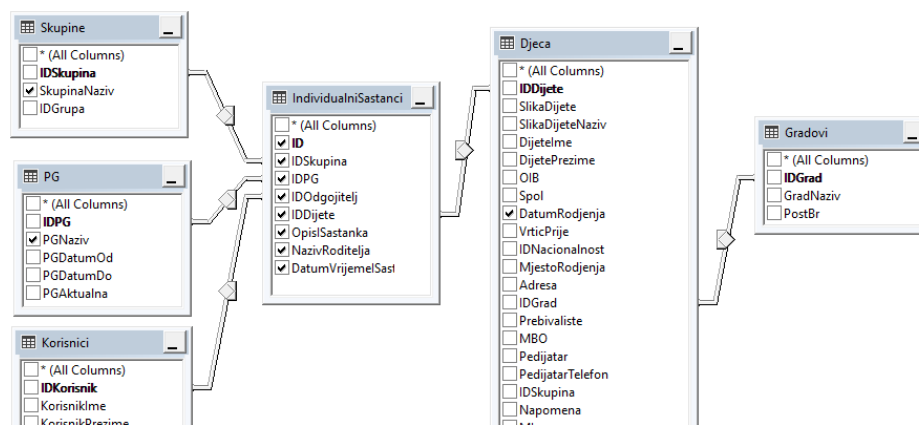 Skupine
* (All Columns)
IDSkupina
SkupinaNaziv
IDGrupa
PG
* (All Columns)
IDPG
PGNaziv
PGDatumOd
PGDatumDo
PGAktualna
Korisnici
* (All Columns)
IDKorisnik
KorisnikIme
KorisnikPrezime
IndividualniSastanci
* (All Columns)
ID
IDSkupina
IDPG
IDOdgojitelj
IDDijete
OpisISastanka
NazivRoditelja
DatumVrijemeISast
Djeca
* (All Columns)
IDDijete
SlikaDijete
SlikaDijeteNaziv
DijeteIme
DijetePrezime
OIB
Spol
DatumRodjenja
VrticPrije
IDNacionalnost
MjestoRodjenja
Adresa
IDGrad
Prebivaliste
MBO
Pedijatar
PedijatarTelefon
IDSkupina
Napomena
Gradovi
* (All Columns)
IDGrad
GradNaziv
PostBr